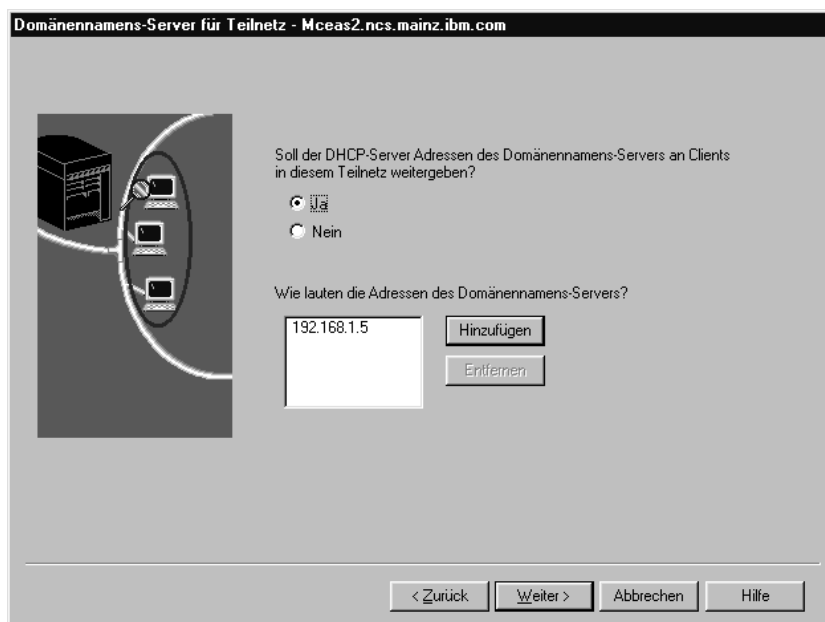 Domänennamens-Server für Teilnetz - Mceas2.ncs.mainz.ibm.com
Soll der DHCP-Server Adressen des Domänennamens-Servers an Clients
in diesem Teilnetz weitergeben?
Ja
Nein
Wie lauten die Adressen des Domänennamens-Servers?
192.168.1.5
Hinzufügen
Entfernen
< Zurück
Weiter >
Abbrechen
Hilfe